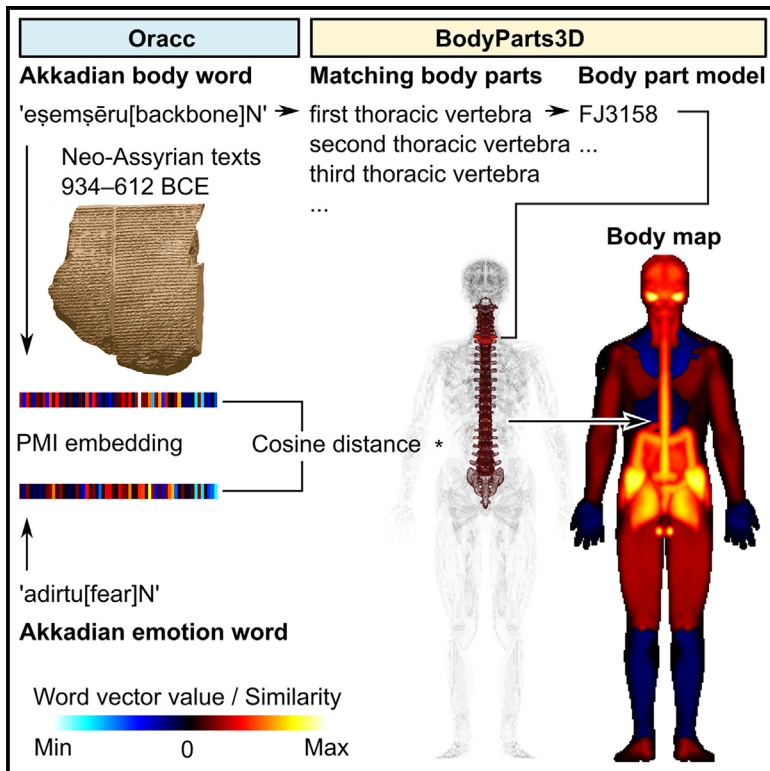 Oracc
BodyParts3D
Akkadian body word
Matching body parts
Body part model
'eṣemṣēru[backbone]N'
first thoracic vertebra
FJ3158
second thoracic vertebra
...
third thoracic vertebra
...
Neo-Assyrian texts
934–612 BCE
Body map
PMI embedding
Cosine distance *
'adirtu[fear]N'
Akkadian emotion word
Word vector value / Similarity
Min 0 Max